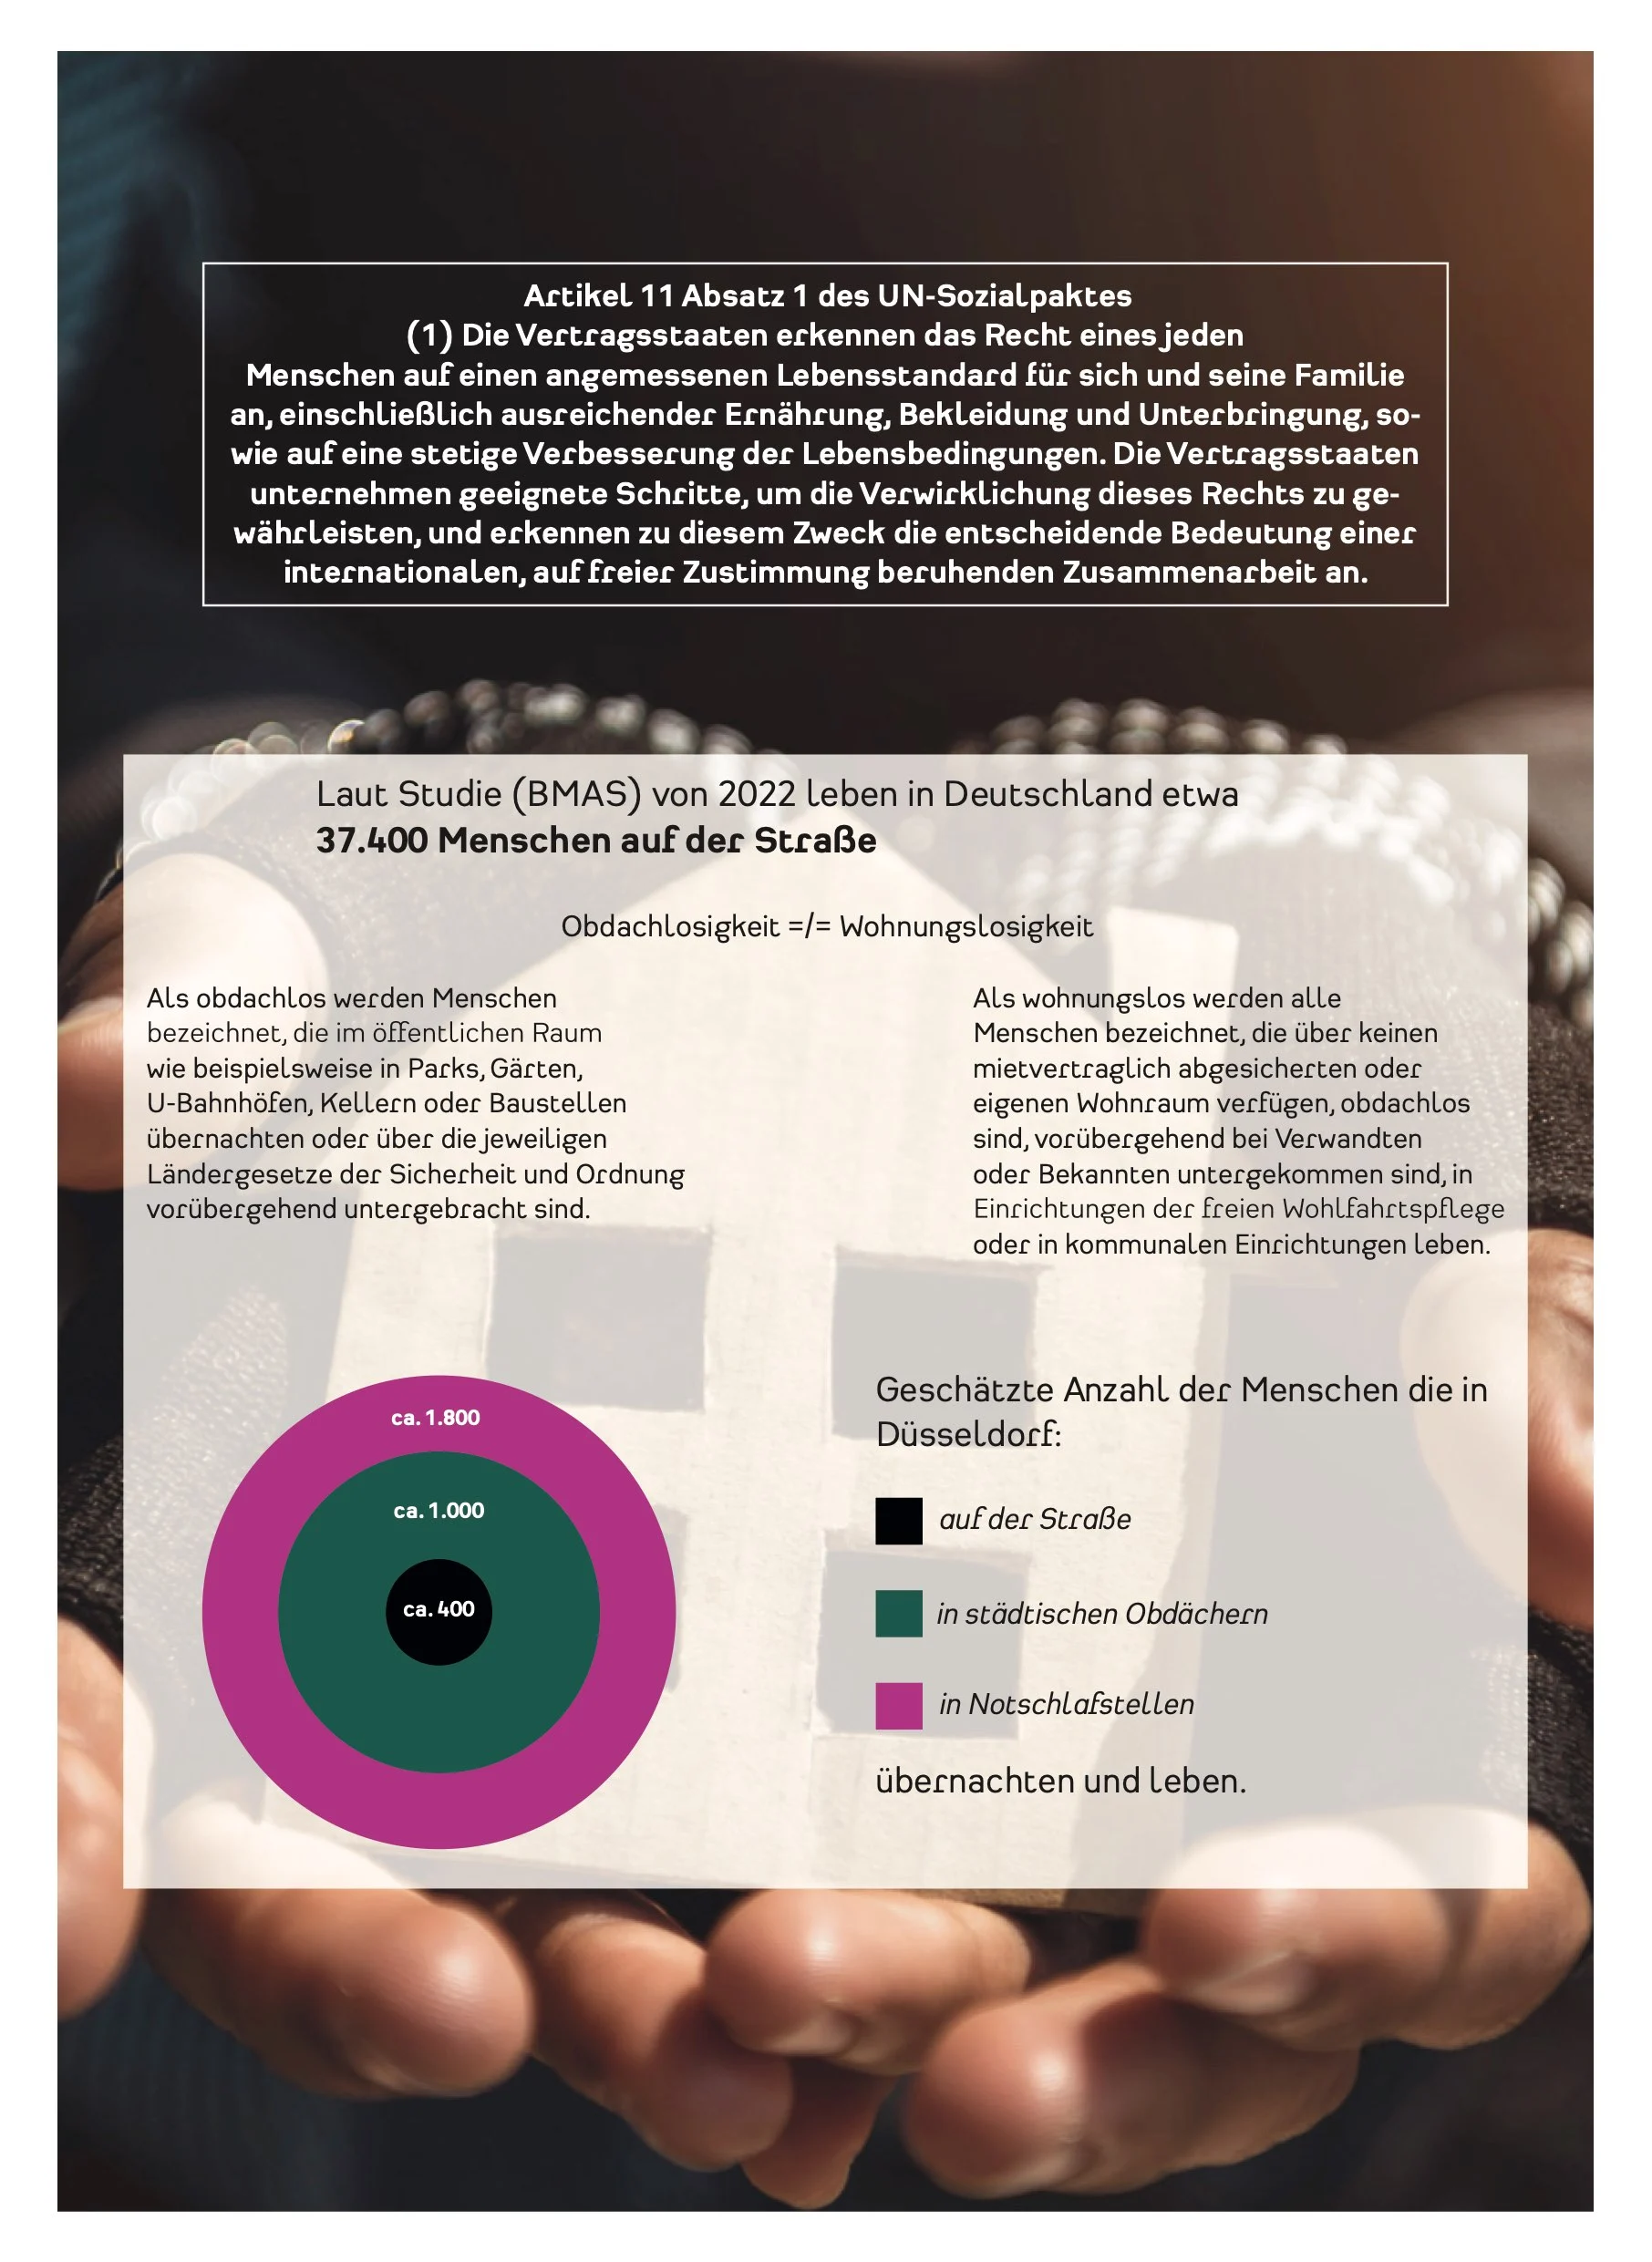 Artikel 11 Absatz 1 des UN-Sozialpaktes
(1) Die Vertragsstaaten erkennen das Recht eines jeden
Menschen auf einen angemessenen Lebensstandard für sich und seine Familie
an, einschließlich ausreichender Ernährung, Bekleidung und Unterbringung, so-
wie auf eine stetige Verbesserung der Lebensbedingungen. Die Vertragsstaaten
unternehmen geeignete Schritte, um die Verwirklichung dieses Rechts zu ge-
währleisten, und erkennen zu diesem Zweck die entscheidende Bedeutung einer
internationalen, auf freier Zustimmung beruhenden Zusammenarbeit an.
Laut Studie (BMAS) von 2022 leben in Deutschland etwa
37.400 Menschen auf der Straße
Obdachlosigkeit =/= Wohnungslosigkeit
Als obdachlos werden Menschen
bezeichnet, die im öffentlichen Raum
wie beispielsweise in Parks, Gärten,
U-Bahnhöfen, Kellern oder Baustellen
übernachten oder über die jeweiligen
Ländergesetze der Sicherheit und Ordnung
vorübergehend untergebracht sind.
Als wohnungslos werden alle
Menschen bezeichnet, die über keinen
mietvertraglich abgesicherten oder
eigenen Wohnraum verfügen, obdachlos
sind, vorübergehend bei Verwandten
oder Bekannten untergekommen sind, in
Einrichtungen der freien Wohlfahrtspflege
oder in kommunalen Einrichtungen leben.
ca. 1.800
ca. 1.000
ca. 400
Geschätzte Anzahl der Menschen die in
Düsseldorf:
auf der Straße
in städtischen Obdächern
in Notschlafstellen
übernachten und leben.